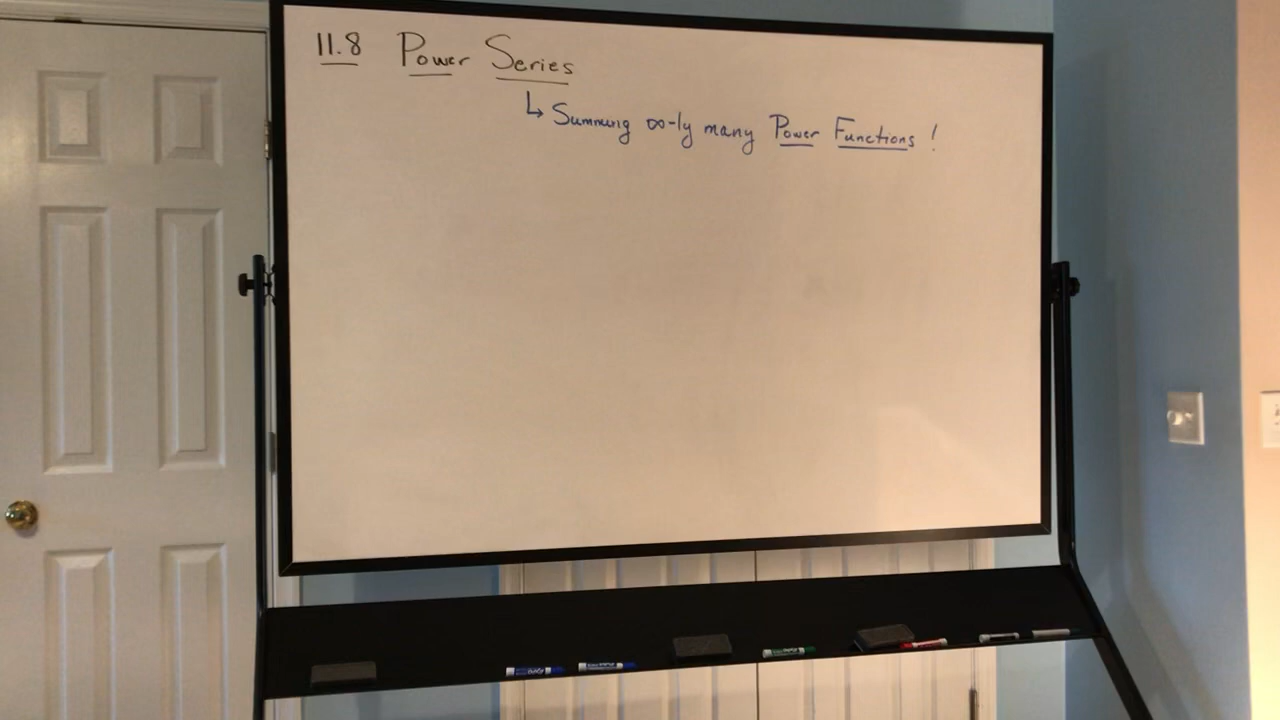 11.8 Power Series
↳ Summing ∞-ly many Power Functions!